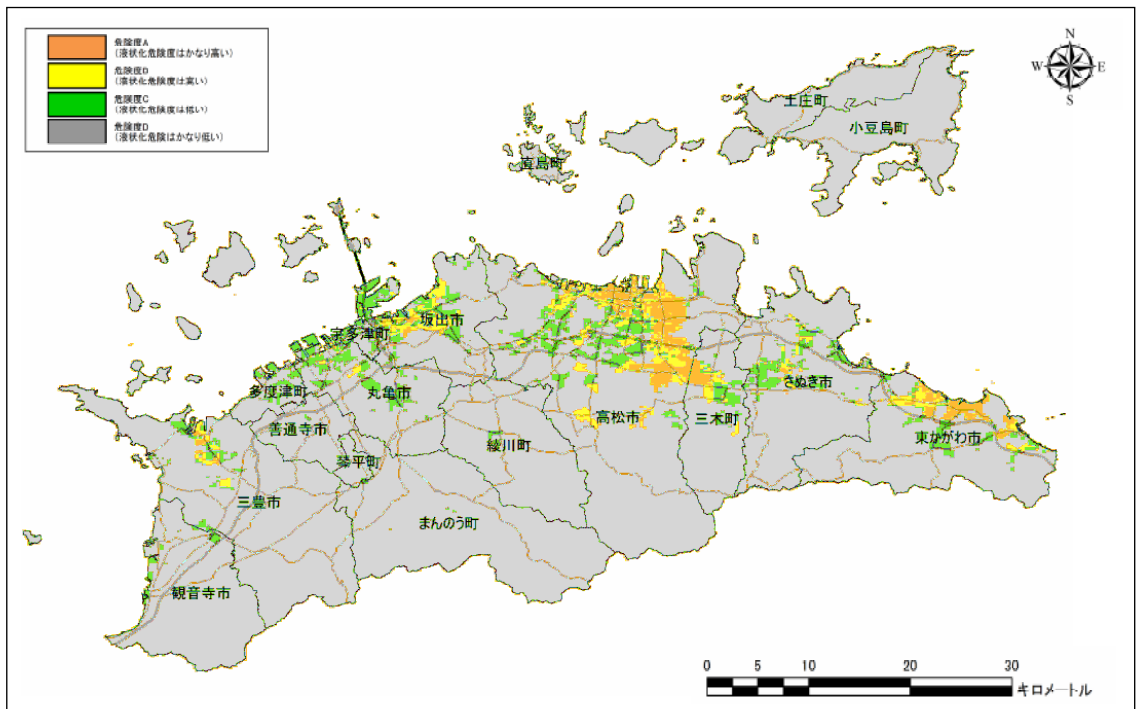 危険度A
（液状化危険度はかなり高い）
危険度B
（液状化危険度は高い）
危険度C
（液状化危険度は低い）
危険度D
（液状化危険はかなり低い）
N
W
E
S
土庄町
小豆島町
直島町
坂出市
宇多津町
多度津町
丸亀市
さぬき市
善通寺市
高松市
三木町
東かがわ市
綾川町
琴平町
三豊市
まんのう町
観音寺市
0 5 10 20 30
キロメートル